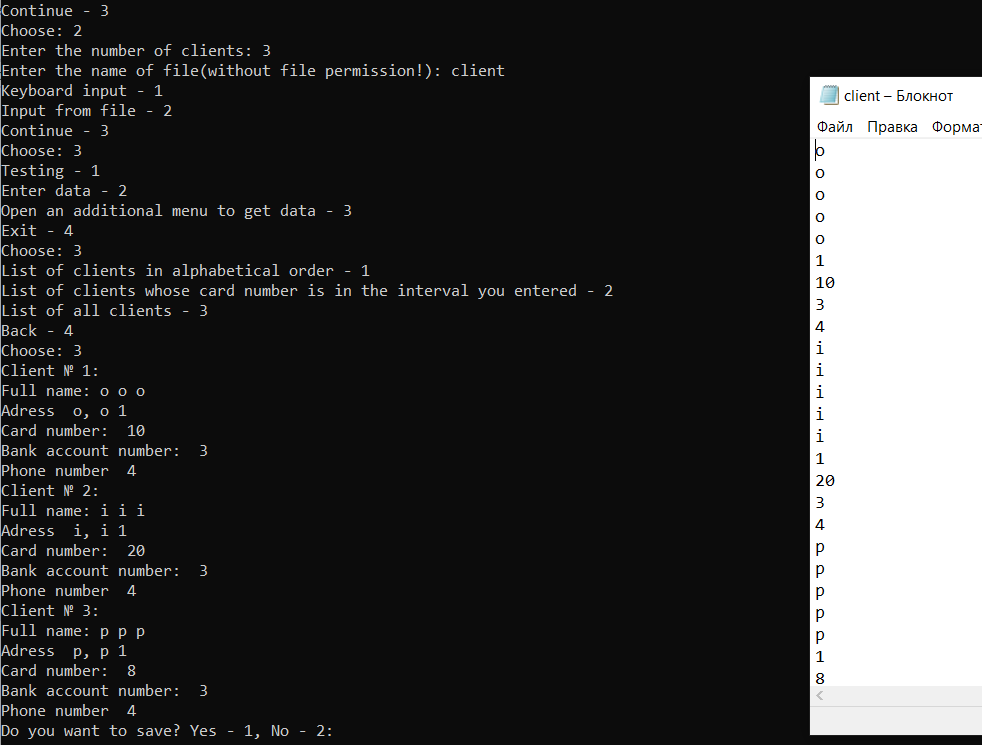 Continue - 3
Choose: 2
Enter the number of clients: 3
Enter the name of file(without file permission!): client
Keyboard input - 1
Input from file - 2
Continue - 3
Choose: 3
Testing - 1
Enter data - 2
Open an additional menu to get data - 3
Exit - 4
Choose: 3
List of clients in alphabetical order - 1
List of clients whose card number is in the interval you entered - 2
List of all clients - 3
Back - 4
Choose: 3
Client № 1:
Full name: o o o
Adress  o, o 1
Card number:  10
Bank account number:  3
Phone number  4
Client № 2:
Full name: i i i
Adress  i, i 1
Card number:  20
Bank account number:  3
Phone number  4
Client № 3:
Full name: p p p
Adress  p, p 1
Card number:  8
Bank account number:  3
Phone number  4
Do you want to save? Yes - 1, No - 2:
client – Блокнот
Файл Правка Формат
o
o
o
o
o
1
10
3
4
i
i
i
i
i
1
20
3
4
p
p
p
p
p
1
8